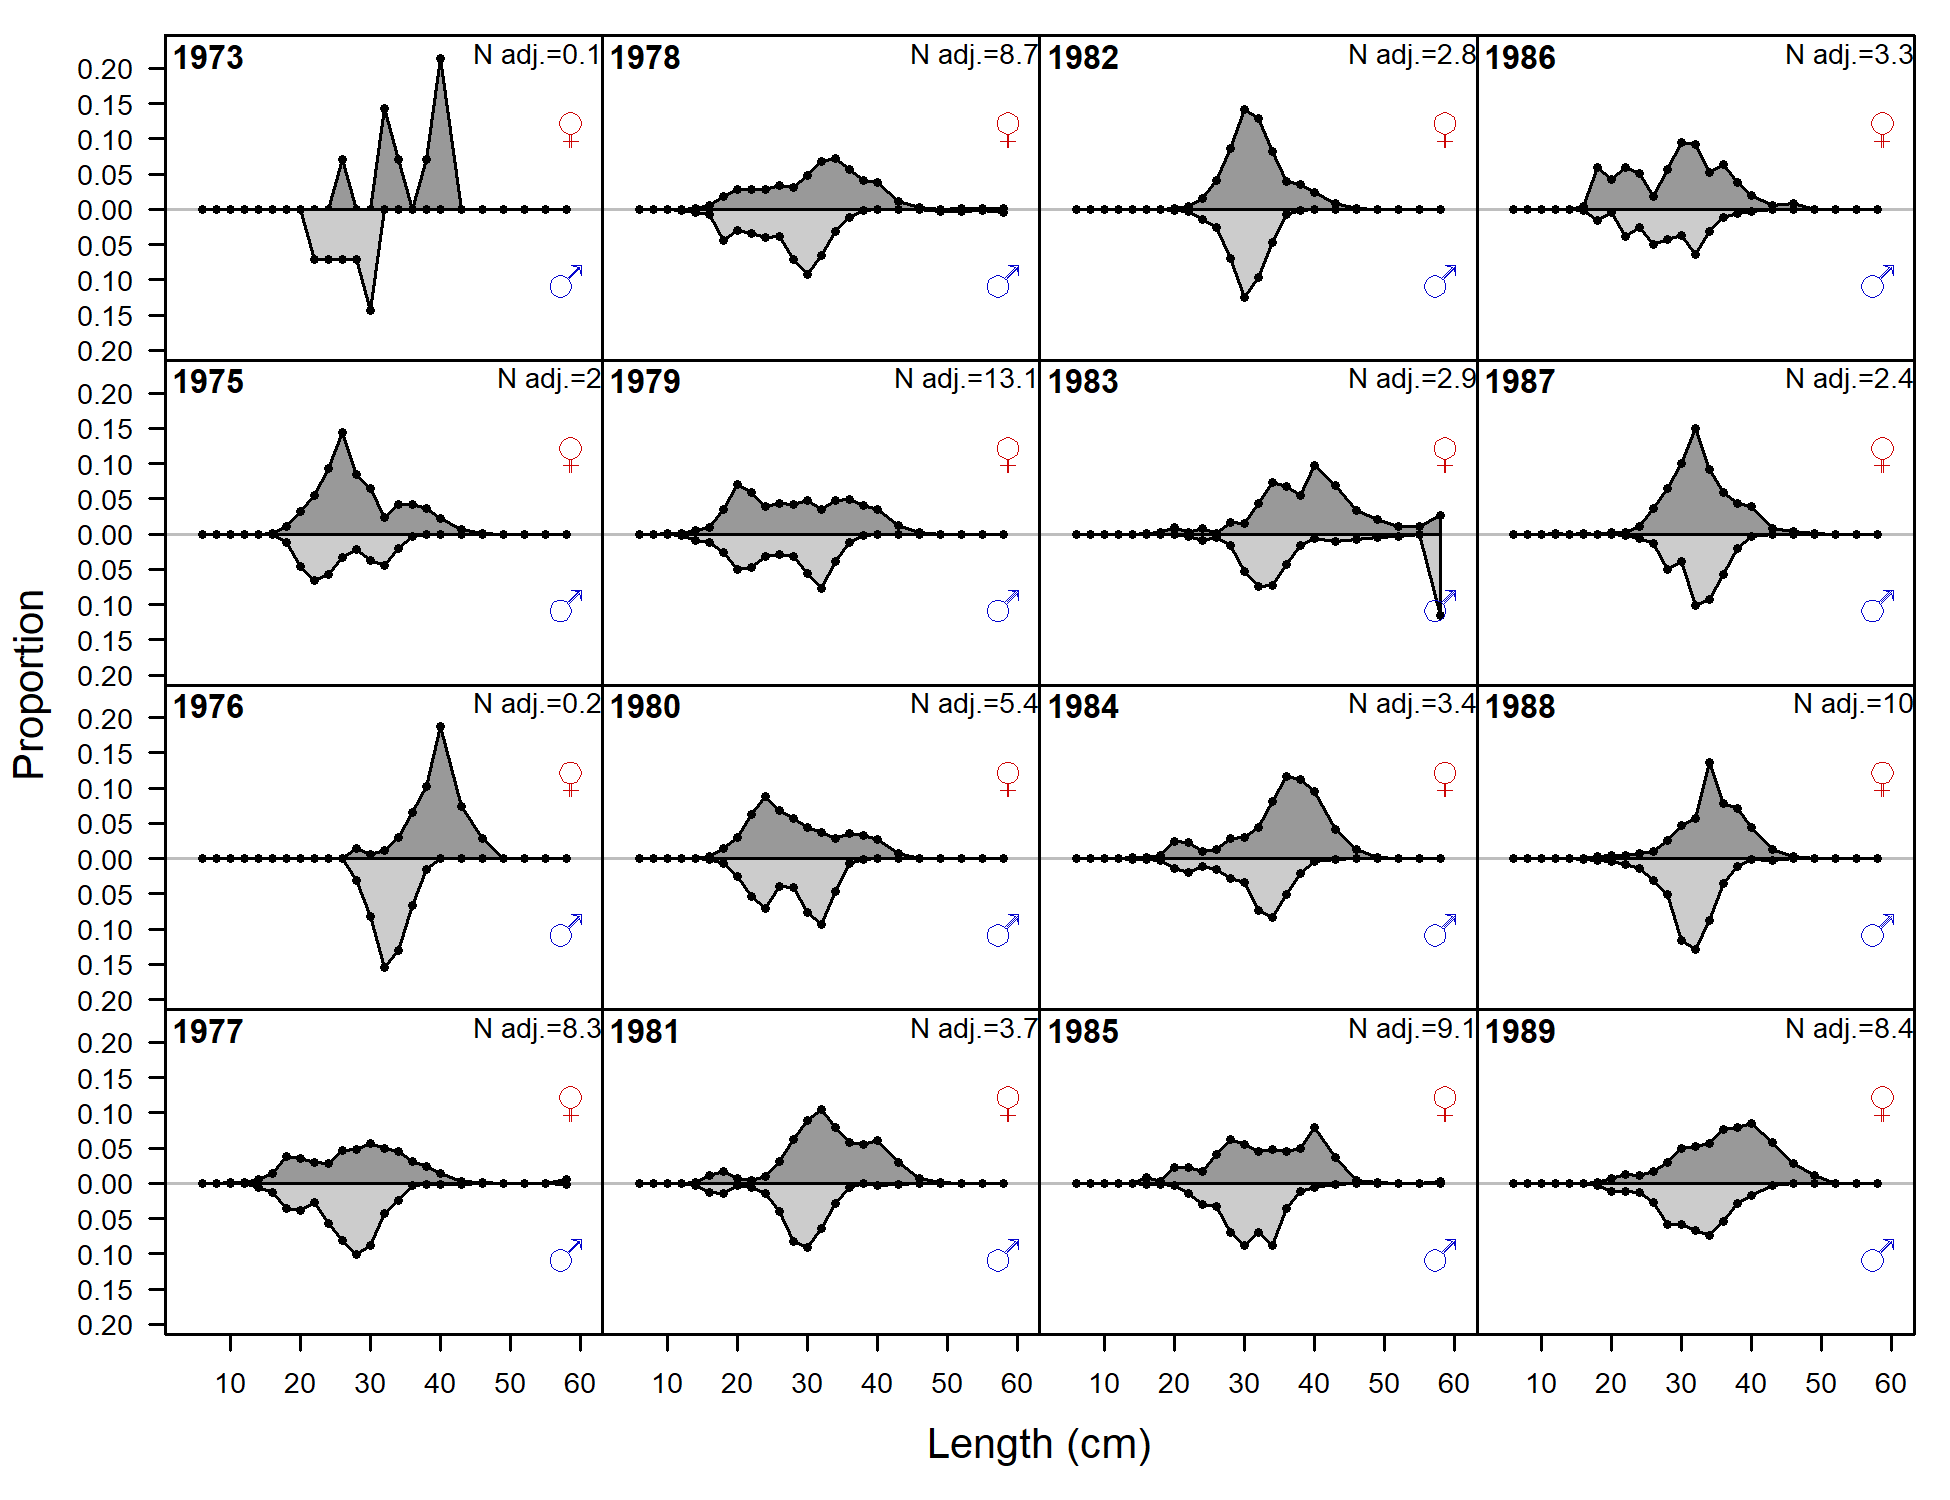 1973 N adj.=0.1 1978 N adj.=8.7 1982 N adj.=2.8 1986 N adj.=3.3
0.20
0.15
0.10
0.05
0.00
0.05
0.10
0.15
0.20
♀ ♀ ♀ ♀
♂ ♂ ♂ ♂
1975 N adj.=2 1979 N adj.=13.1 1983 N adj.=2.9 1987 N adj.=2.4
0.20
0.15
0.10
0.05
0.00
0.05
0.10
0.15
0.20
♀ ♀ ♀ ♀
♂ ♂ ♂ ♂
Proportion
1976 N adj.=0.2 1980 N adj.=5.4 1984 N adj.=3.4 1988 N adj.=10
0.20
0.15
0.10
0.05
0.00
0.05
0.10
0.15
0.20
♀ ♀ ♀ ♀
♂ ♂ ♂ ♂
1977 N adj.=8.3 1981 N adj.=3.7 1985 N adj.=9.1 1989 N adj.=8.4
0.20
0.15
0.10
0.05
0.00
0.05
0.10
0.15
0.20
♀ ♀ ♀ ♀
♂ ♂ ♂ ♂
10 20 30 40 50 60 10 20 30 40 50 60 10 20 30 40 50 60 10 20 30 40 50 60
Length (cm)